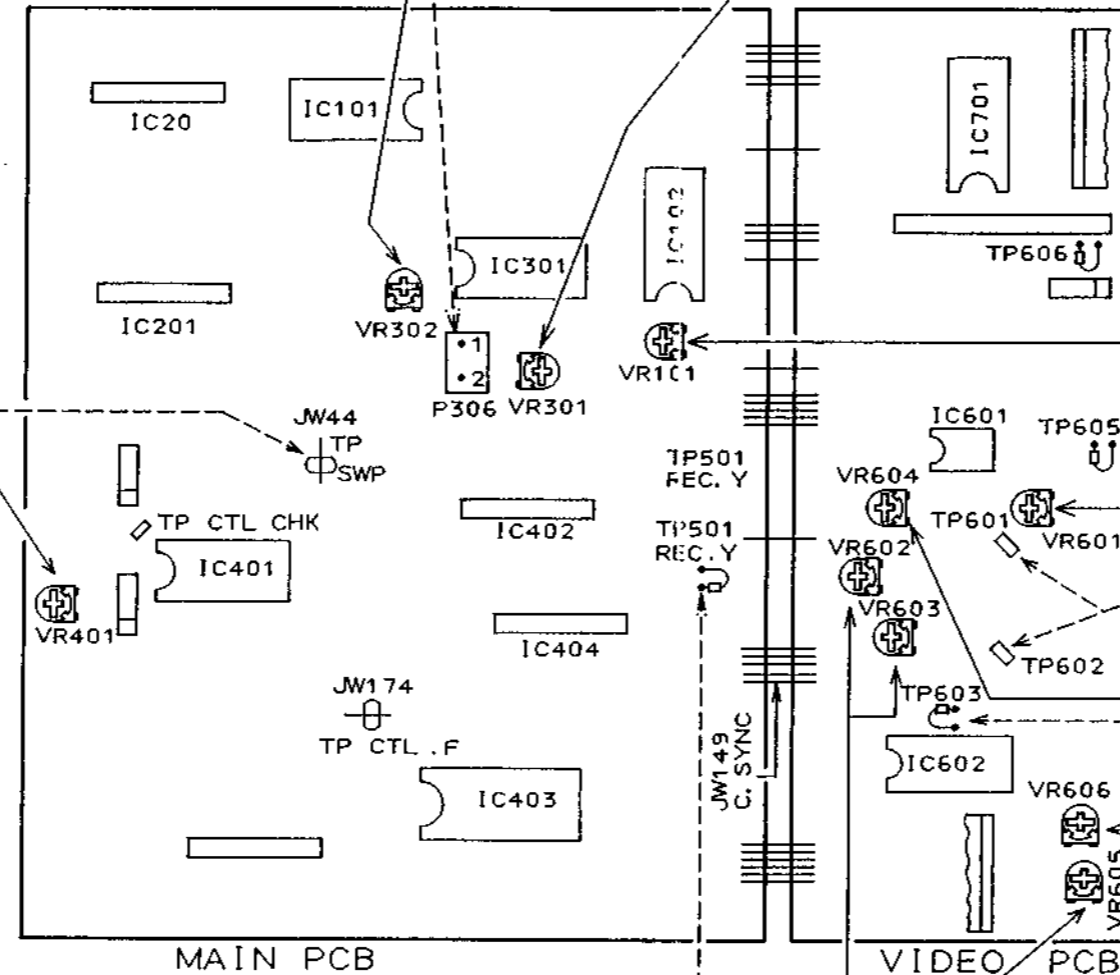 IC20
IC101
IC102
IC701
TP606
IC301
IC201
VR302
1
2
VR101
P306
VR301
JW44
TP
SWP
IC601
TP605
TP501
REC. Y
VR604
TP CTL CHK
IC402
TP501
REC. Y
TP601
VR601
VR602
IC401
VR603
VR401
IC404
TP602
JW174
TP603
TP CTL . F
JW149
C. SYNC
IC602
IC403
VR606
VR605
MAIN PCB
VIDEO PCB